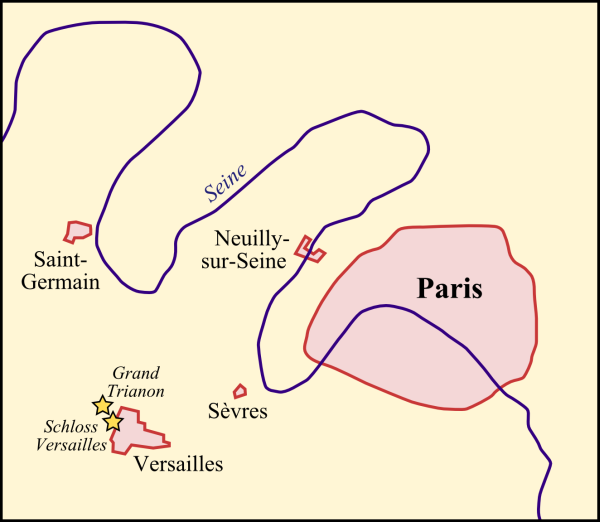 Seine
Neuilly-
sur-Seine
Saint-
Germain
Paris
Grand
Trianon
Sèvres
Schloss
Versailles
Versailles